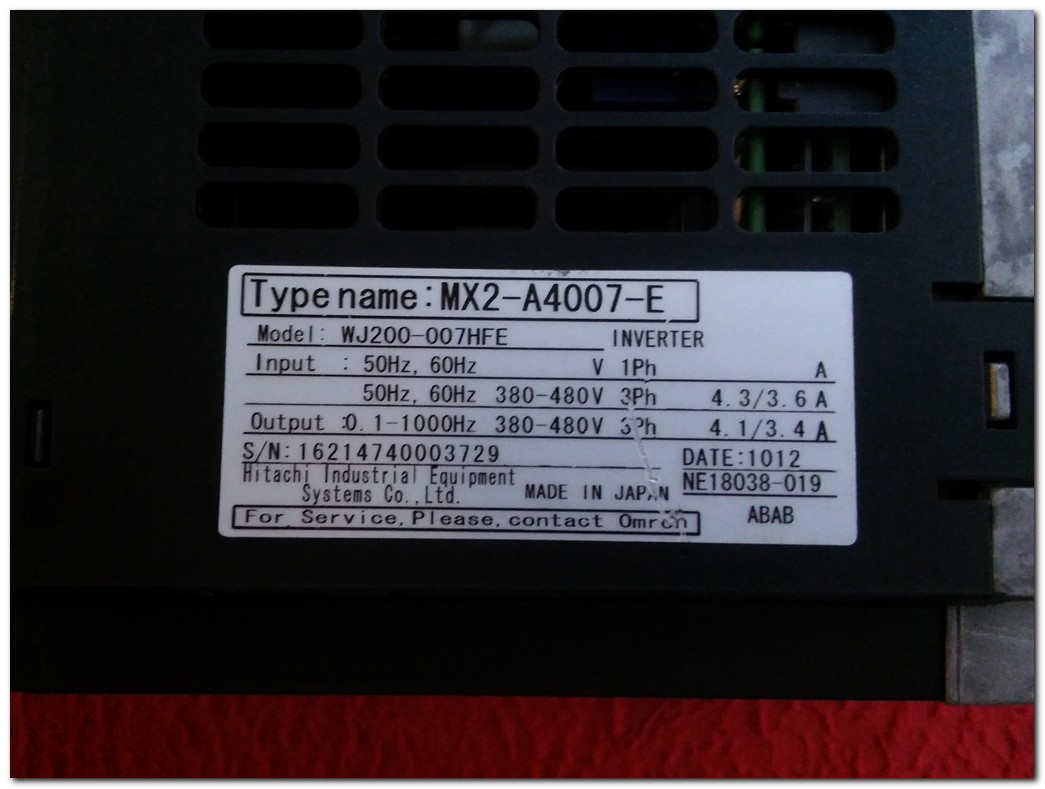 Type name:MX2-A4007-E
Model: WJ200-007HFE INVERTER
Input : 50Hz, 60Hz V 1Ph A
50Hz, 60Hz 380-480V 3Ph 4.3/3.6 A
Output :0.1-1000Hz 380-480V 3Ph 4.1/3.4 A
S/N: 16214740003729 DATE:1012
Hitachi Industrial Equipment
Systems Co.,Ltd. MADE IN JAPAN NE18038-019
For Service, Please, contact Omron ABAB